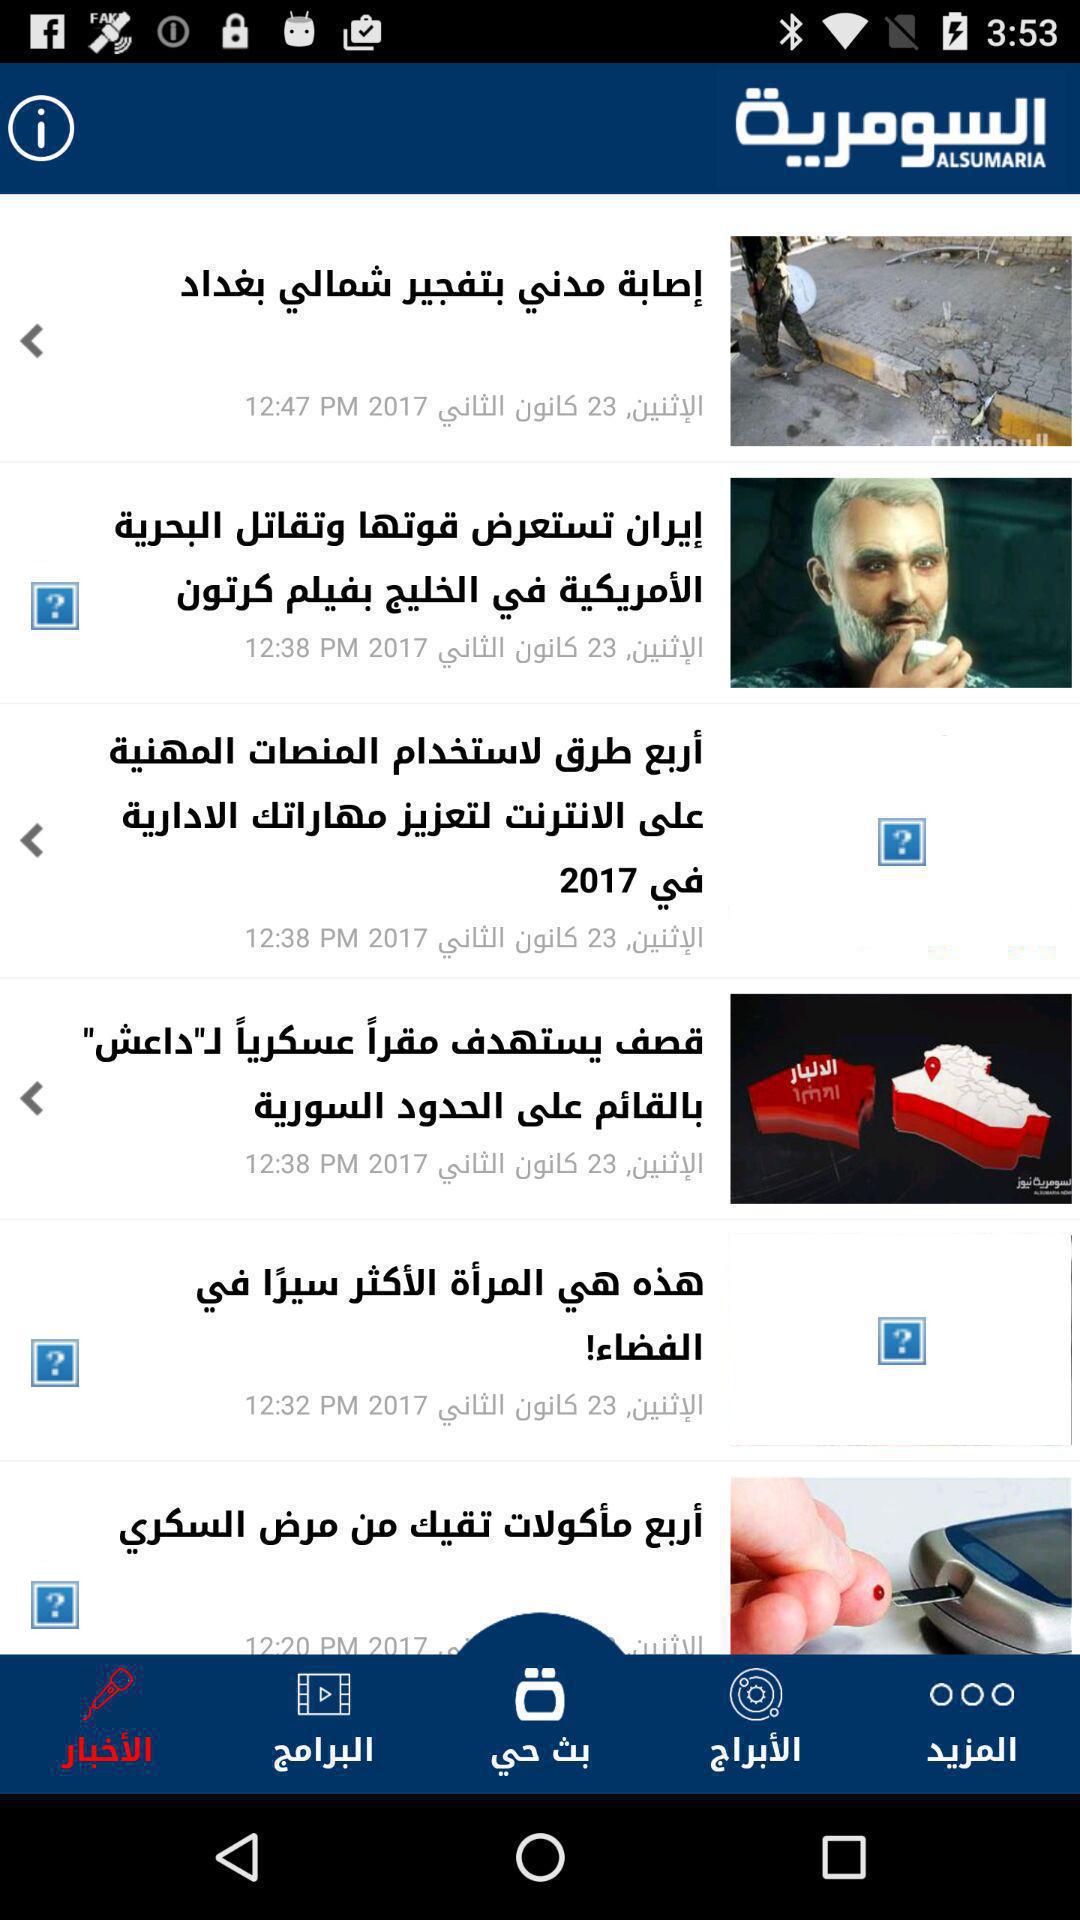 3:53
السومرية
ALSUMARIA
إصابة مدني بتفجير شمالي بغداد
الإثنين, 23 كانون الثاني 2017 12:47 PM
السومرية
إيران تستعرض قوتها وتقاتل البحرية
الأمريكية في الخليج بفيلم كرتون
الإثنين, 23 كانون الثاني 2017 12:38 PM
أربع طرق لاستخدام المنصات المهنية
على الانترنت لتعزيز مهاراتك الادارية
في 2017
الإثنين, 23 كانون الثاني 2017 12:38 PM
قصف يستهدف مقراً عسكرياً لـ"داعش"
بالقائم على الحدود السورية
الإثنين, 23 كانون الثاني 2017 12:38 PM
الانبار
السومرية نيوز
هذه هي المرأة الأكثر سيرًا في
الفضاء!
الإثنين, 23 كانون الثاني 2017 12:32 PM
أربع مأكولات تقيك من مرض السكري
الإثنين 2017 12:20 PM
المزيد
الأبراج
بث حي
البرامج
الأخبار